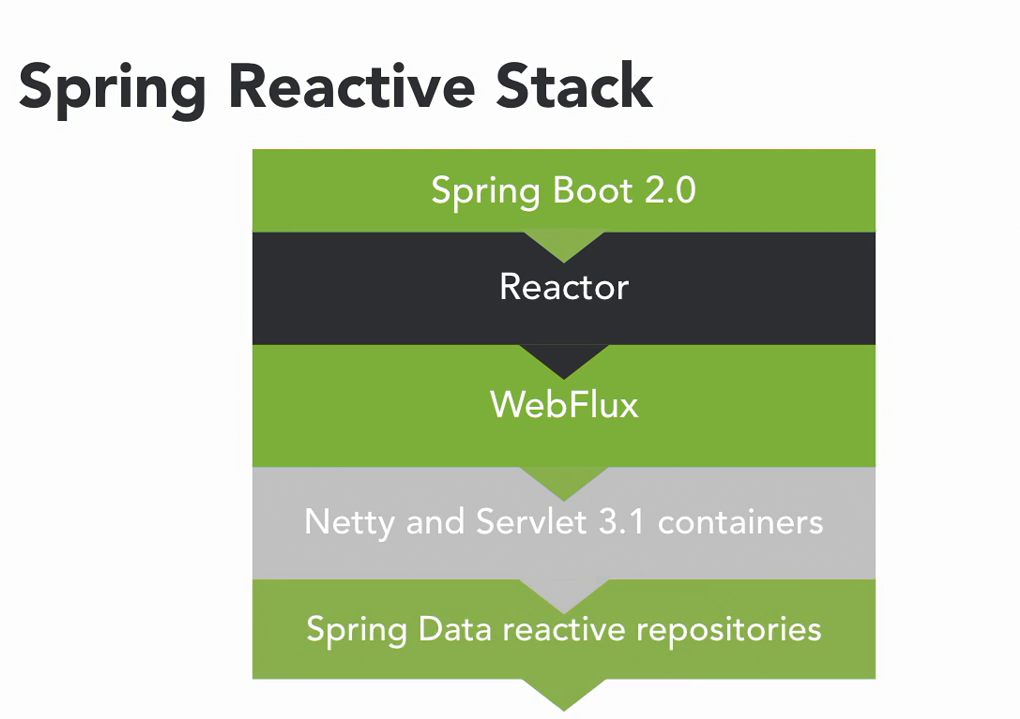 Spring Reactive Stack
Spring Boot 2.0
Reactor
WebFlux
Netty and Servlet 3.1 containers
Spring Data reactive repositories